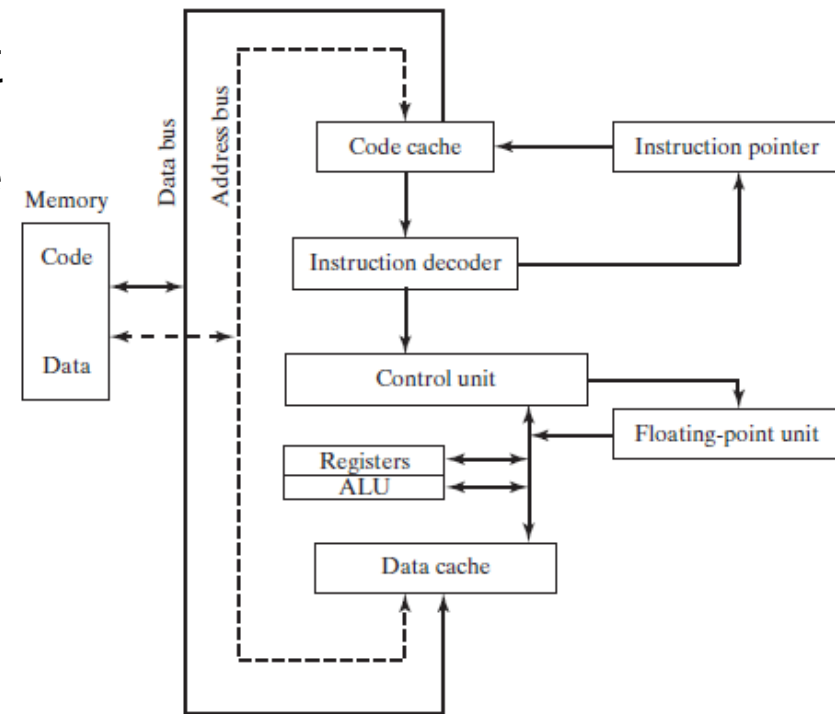 Data bus
Address bus
Code cache
Instruction pointer
Memory
Code
Data
Instruction decoder
Control unit
Floating-point unit
Registers
ALU
Data cache